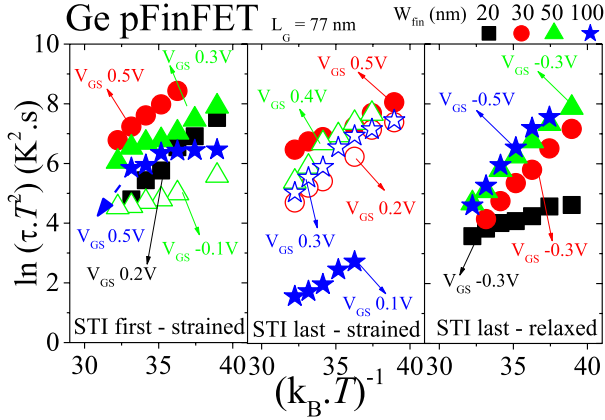 Ge pFinFET L_G = 77 nm W_fin (nm) 20 30 50 100
ln (τ.T²) (K².s)
10
8
6
4
2
0
V_GS 0.5V
V_GS 0.3V
V_GS 0.5V
V_GS -0.1V
V_GS 0.2V
STI first - strained
V_GS 0.5V
V_GS 0.4V
V_GS 0.2V
V_GS 0.3V
V_GS 0.1V
STI last - strained
V_GS -0.3V
V_GS -0.5V
V_GS -0.3V
V_GS -0.3V
STI last - relaxed
30 35 40 35 40 35 40
(k_B.T)⁻¹